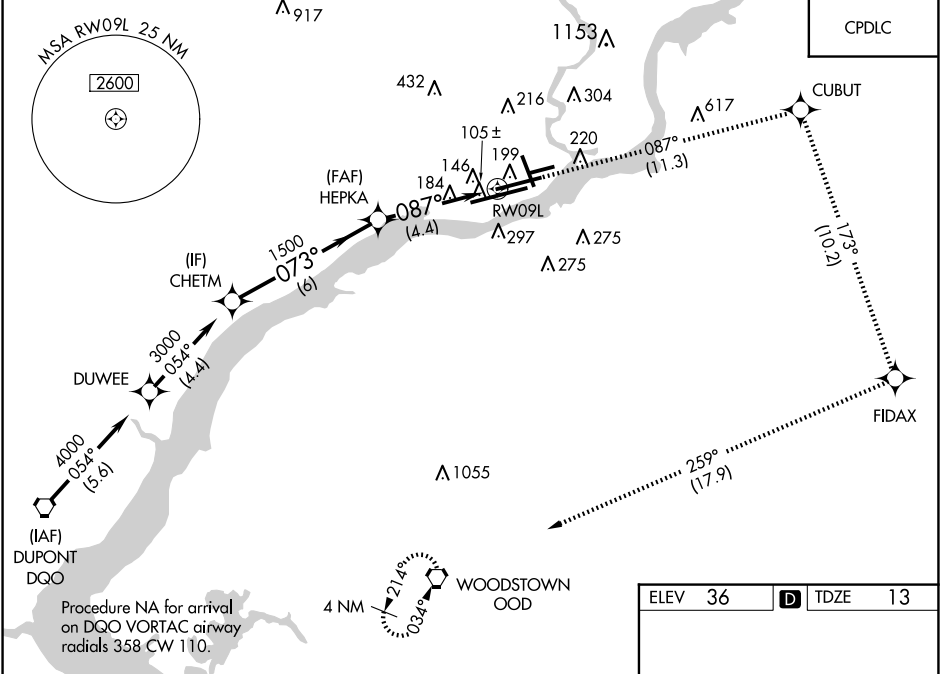 917
MSA RW09L 25 NM
2600
1153
CPDLC
432
216
304
617
CUBUT
105 ±
220
087°
(11.3)
146
199
184
(FAF)
HEPKA
087°
(4.4)
RW09L
297
275
275
173°
(10.2)
1500
073°
(6)
(IF)
CHETM
3000
054°
(4.4)
DUWEE
4000
054°
(5.6)
FIDAX
259°
(17.9)
1055
(IAF)
DUPONT
DQO
214°
034°
4 NM
WOODSTOWN
OOD
Procedure NA for arrival
on DQO VORTAC airway
radials 358 CW 110.
ELEV 36 D TDZE 13